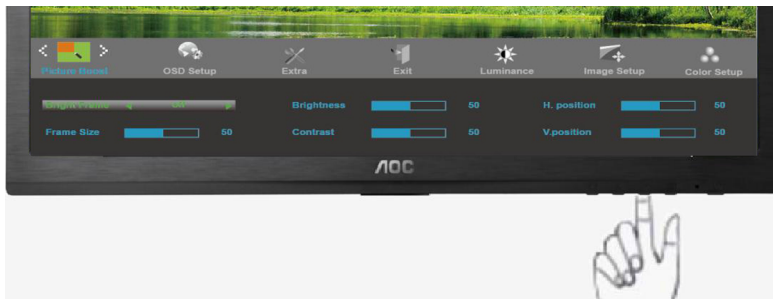 Picture Boost OSD Setup Extra Exit Luminance Image Setup Color Setup
Bright Frame Off Brightness 50 H. position 50
Frame Size 50 Contrast 50 V.position 50
AOC